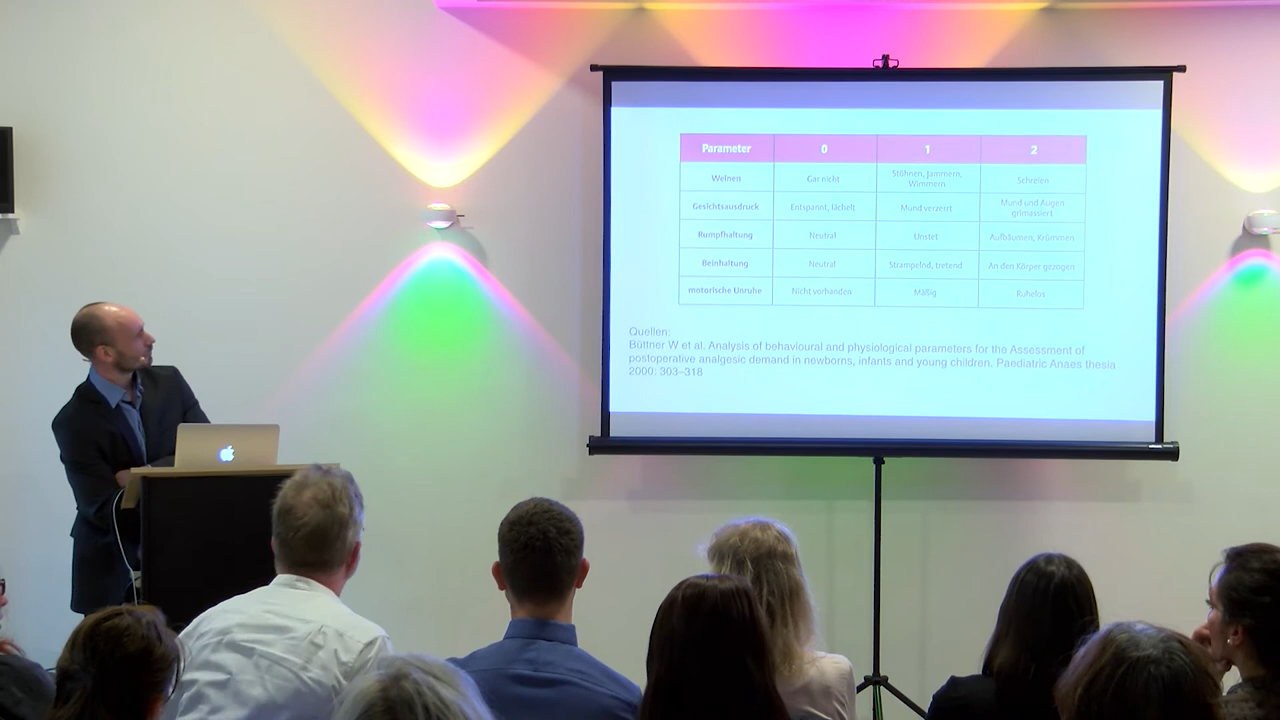 Parameter 0 1 2
Weinen Gar nicht Stöhnen, Jammern, Wimmern Schreien
Gesichtsausdruck Entspannt, lächelt Mund verzerrt Mund und Augen grimassiert
Rumpfhaltung Neutral Unstet Aufbäumen, Krümmen
Beinhaltung Neutral Strampelnd, tretend An den Körper gezogen
motorische Unruhe Nicht vorhanden Mäßig Ruhelos
Quellen:
Büttner W et al. Analysis of behavioural and physiological parameters for the Assessment of
postoperative analgesic demand in newborns, infants and young children. Paediatric Anaes thesia
2000: 303–318